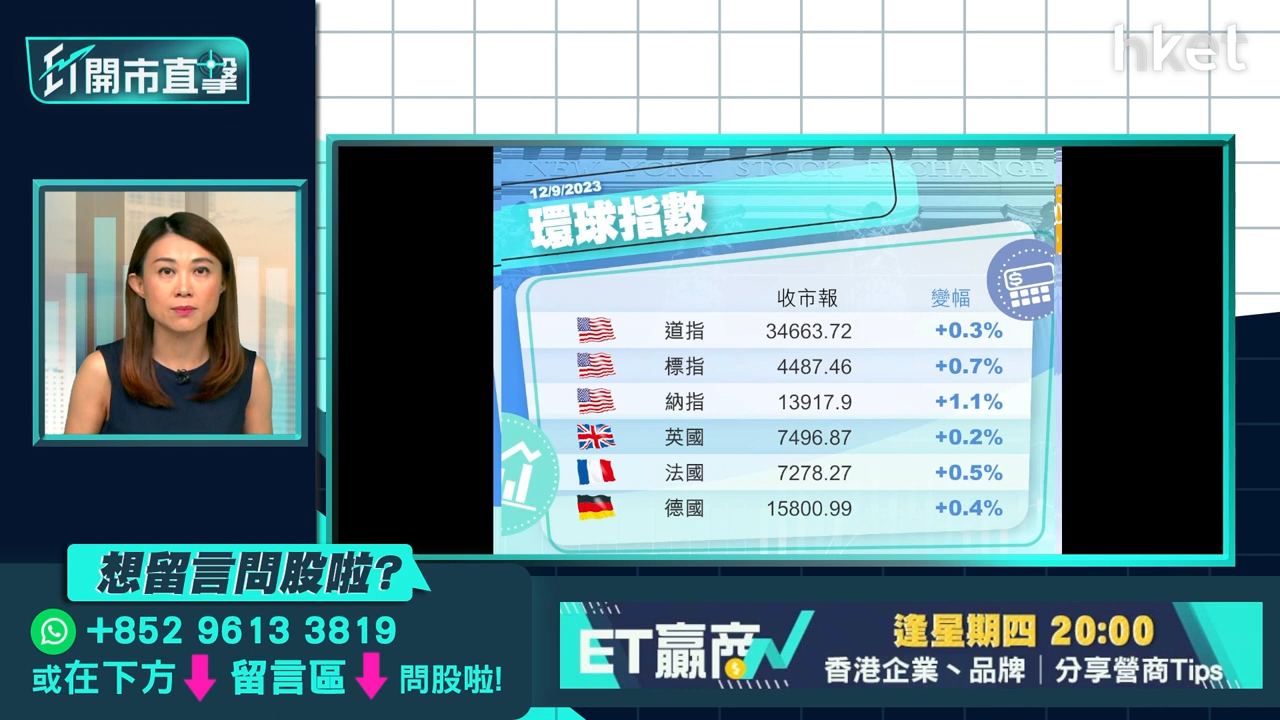 ET開市直擊
hket
NEW YORK STOCK EXCHANGE
12/9/2023
環球指數
收市報 變幅
道指 34663.72 +0.3%
標指 4487.46 +0.7%
納指 13917.9 +1.1%
英國 7496.87 +0.2%
法國 7278.27 +0.5%
德國 15800.99 +0.4%
想留言問股啦?
+852 9613 3819
或在下方 留言區 問股啦!
ET贏商
逢星期四 20:00
香港企業、品牌｜分享營商Tips